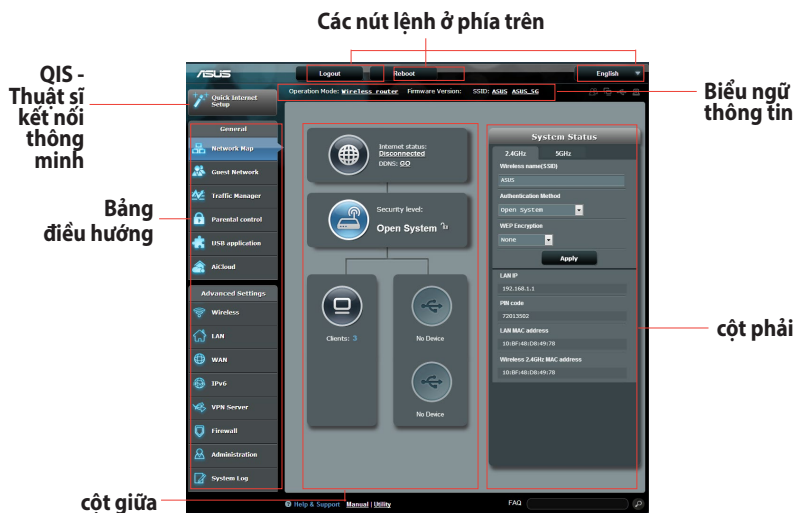 Các nút lệnh ở phía trên
QIS -
Thuật sĩ
kết nối
thông
minh
Bảng
điều hướng
cột giữa
Biểu ngữ
thông tin
cột phải
ASUS
Logout
Reboot
English
Operation Mode: Wireless router Firmware Version: SSID: ASUS ASUS_5G
Quick Internet
Setup
General
Network Map
Guest Network
Traffic Manager
Parental control
USB application
AiCloud
Advanced Settings
Wireless
LAN
WAN
IPv6
VPN Server
Firewall
Administration
System Log
Internet status:
Disconnected
DDNS: GO
Security level:
Open System
Clients: 3
No Device
No Device
System Status
2.4GHz 5GHz
Wireless name(SSID)
ASUS
Authentication Method
Open System
WEP Encryption
None
Apply
LAN IP
192.168.1.1
PIN code
72013502
LAN MAC address
10:BF:48:D8:49:78
Wireless 2.4GHz MAC address
10:BF:48:D8:49:78
Help & Support Manual | Utility
FAQ